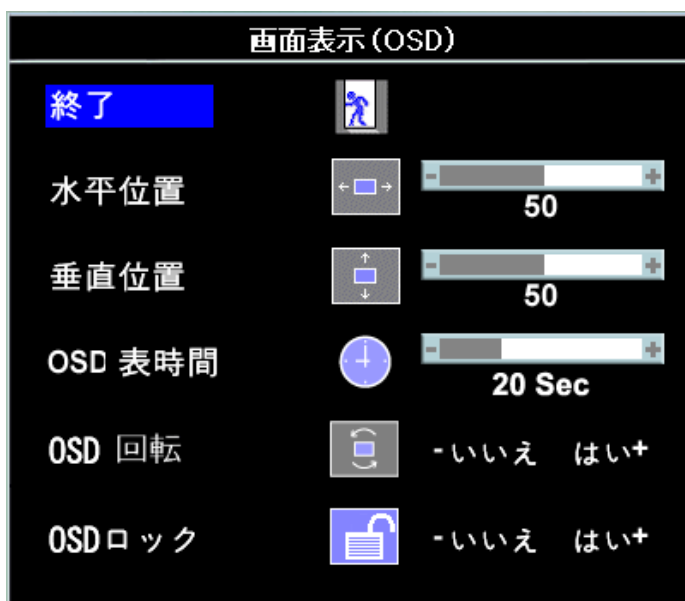 画面表示(OSD)
終了
水平位置
- +
50
垂直位置
- +
50
OSD 表時間
- +
20 Sec
OSD 回転 -いいえ はい+
OSDロック -いいえ はい+